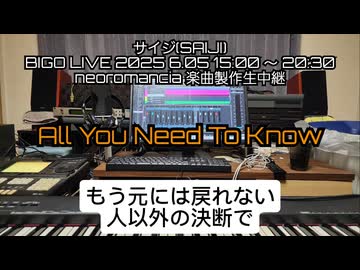 サイジ(SAIJI)
BIGO LIVE 2025 6.05 15:00 ~ 20:30
neoromancia 楽曲製作生中継
All You Need To Know
もう元には戻れない
人以外の決断で